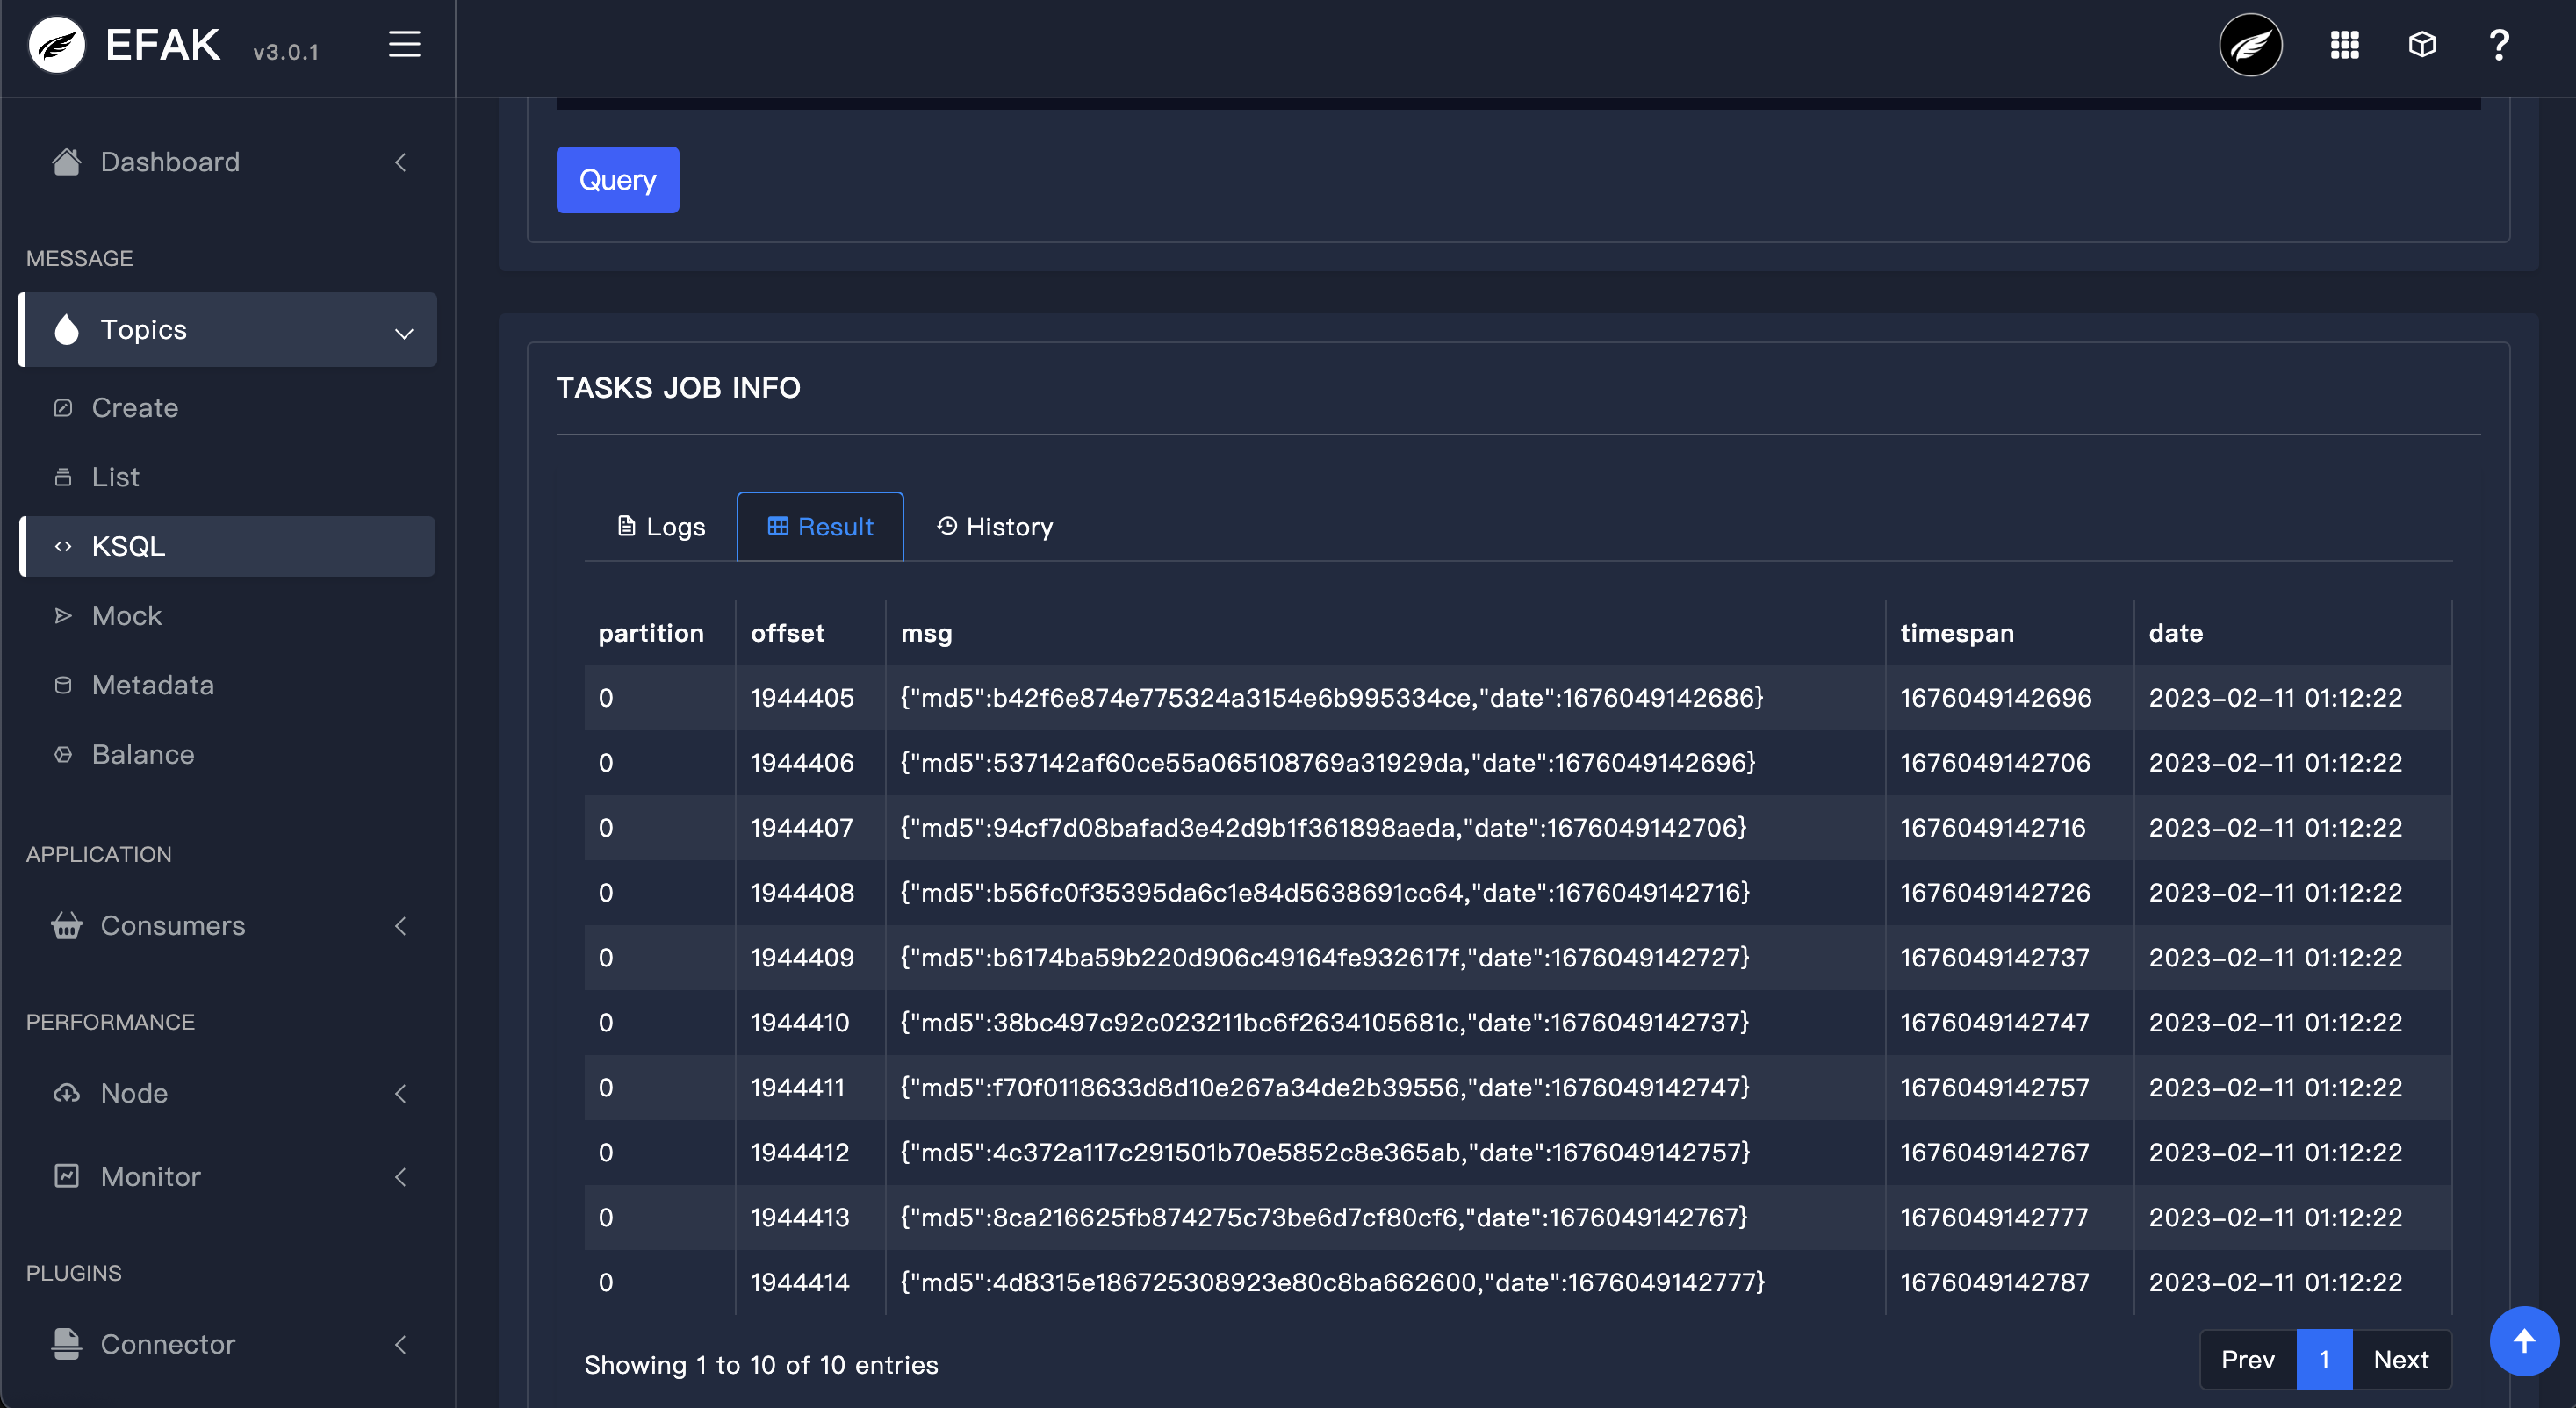 EFAK v3.0.1
Dashboard
MESSAGE
Topics
Create
List
KSQL
Mock
Metadata
Balance
APPLICATION
Consumers
PERFORMANCE
Node
Monitor
PLUGINS
Connector
Query
TASKS JOB INFO
Logs Result History
partition offset msg timespan date
0 1944405 {"md5":b42f6e874e775324a3154e6b995334ce,"date":1676049142686} 1676049142696 2023-02-11 01:12:22
0 1944406 {"md5":537142af60ce55a065108769a31929da,"date":1676049142696} 1676049142706 2023-02-11 01:12:22
0 1944407 {"md5":94cf7d08bafad3e42d9b1f361898aeda,"date":1676049142706} 1676049142716 2023-02-11 01:12:22
0 1944408 {"md5":b56fc0f35395da6c1e84d5638691cc64,"date":1676049142716} 1676049142726 2023-02-11 01:12:22
0 1944409 {"md5":b6174ba59b220d906c49164fe932617f,"date":1676049142727} 1676049142737 2023-02-11 01:12:22
0 1944410 {"md5":38bc497c92c023211bc6f2634105681c,"date":1676049142737} 1676049142747 2023-02-11 01:12:22
0 1944411 {"md5":f70f0118633d8d10e267a34de2b39556,"date":1676049142747} 1676049142757 2023-02-11 01:12:22
0 1944412 {"md5":4c372a117c291501b70e5852c8e365ab,"date":1676049142757} 1676049142767 2023-02-11 01:12:22
0 1944413 {"md5":8ca216625fb874275c73be6d7cf80cf6,"date":1676049142767} 1676049142777 2023-02-11 01:12:22
0 1944414 {"md5":4d8315e186725308923e80c8ba662600,"date":1676049142777} 1676049142787 2023-02-11 01:12:22
Showing 1 to 10 of 10 entries
Prev 1 Next